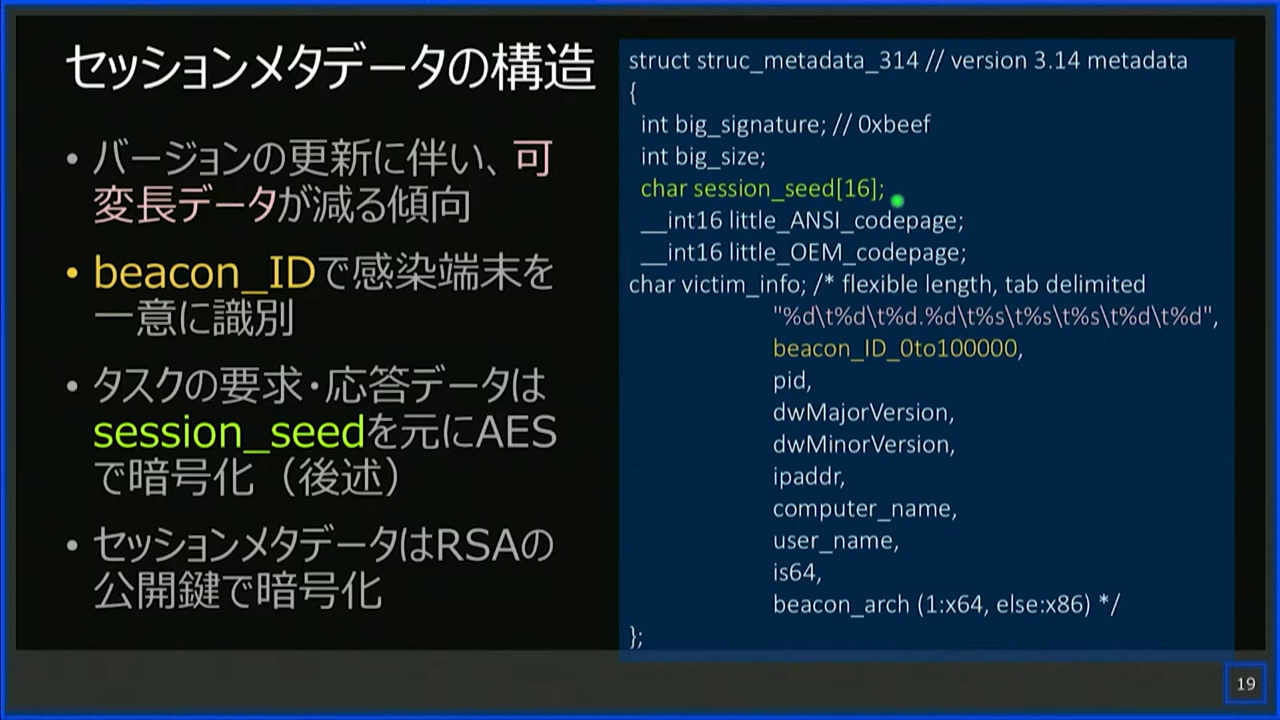 セッションメタデータの構造
• バージョンの更新に伴い、可
変長データが減る傾向
• beacon_IDで感染端末を
一意に識別
• タスクの要求・応答データは
session_seedを元にAES
で暗号化（後述）
• セッションメタデータはRSAの
公開鍵で暗号化
struct struc_metadata_314 // version 3.14 metadata
{
int big_signature; // 0xbeef
int big_size;
char session_seed[16];
__int16 little_ANSI_codepage;
__int16 little_OEM_codepage;
char victim_info; /* flexible length, tab delimited
"%d\t%d\t%d.%d\t%s\t%s\t%s\t%d\t%d",
beacon_ID_0to100000,
pid,
dwMajorVersion,
dwMinorVersion,
ipaddr,
computer_name,
user_name,
is64,
beacon_arch (1:x64, else:x86) */
};
19